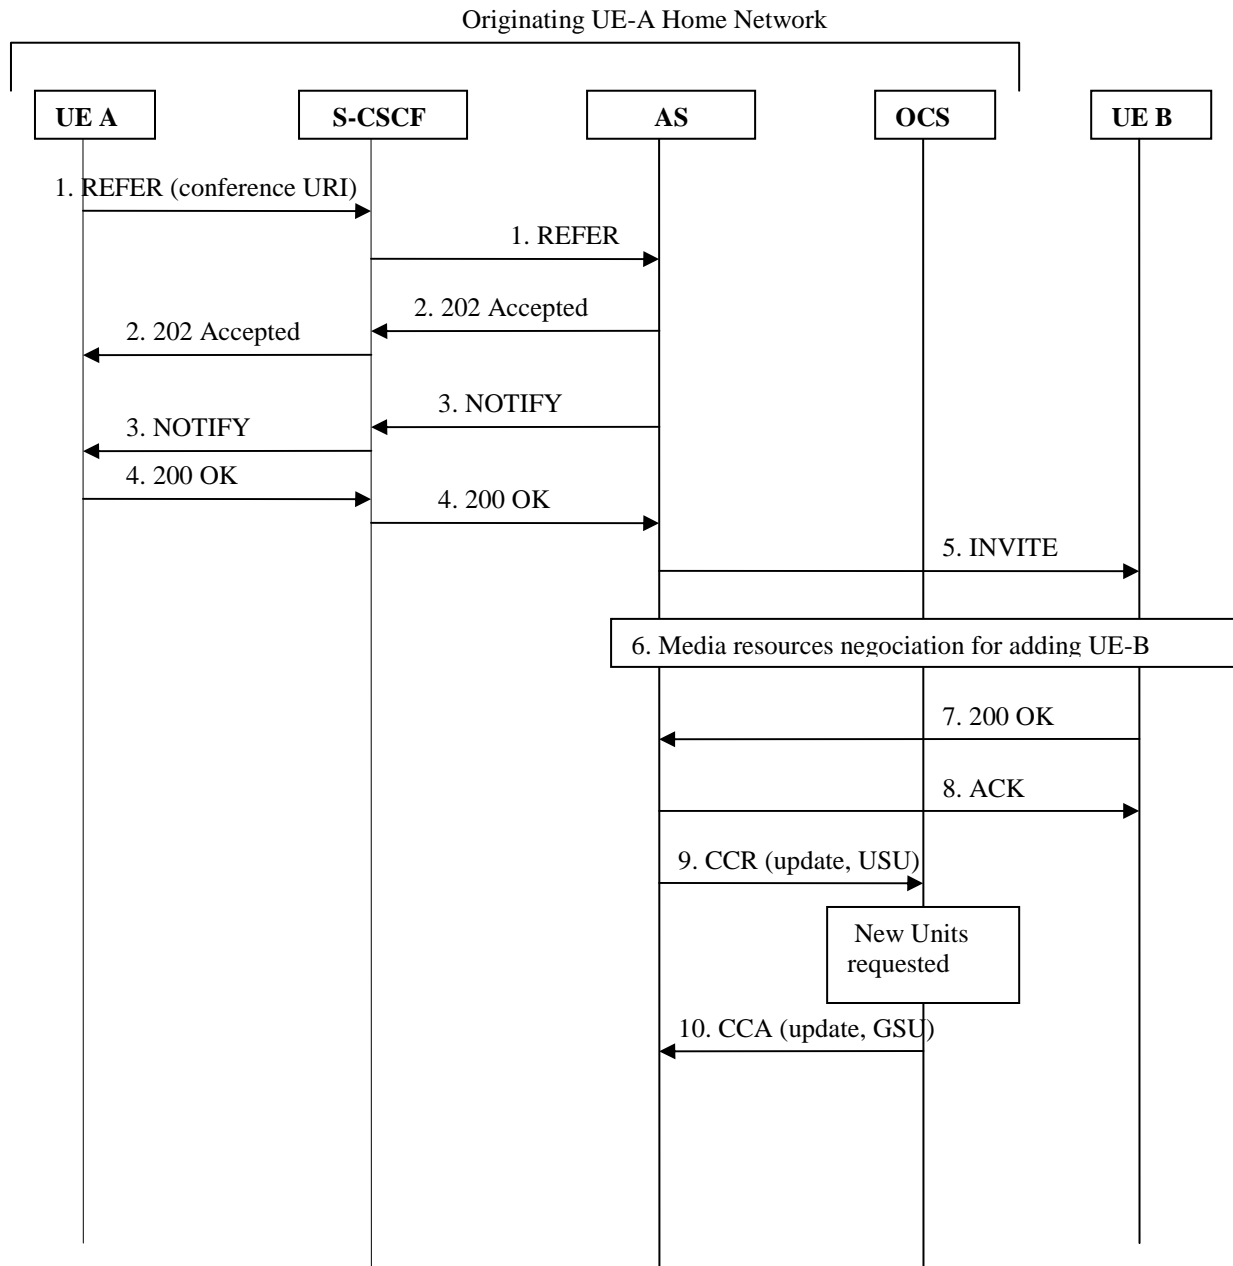 Originating UE-A Home Network
UE A
S-CSCF
AS
OCS
UE B
1. REFER (conference URI)
1. REFER
2. 202 Accepted
2. 202 Accepted
3. NOTIFY
3. NOTIFY
4. 200 OK
4. 200 OK
5. INVITE
6. Media resources negociation for adding UE-B
7. 200 OK
8. ACK
9. CCR (update, USU)
New Units
requested
10. CCA (update, GSU)